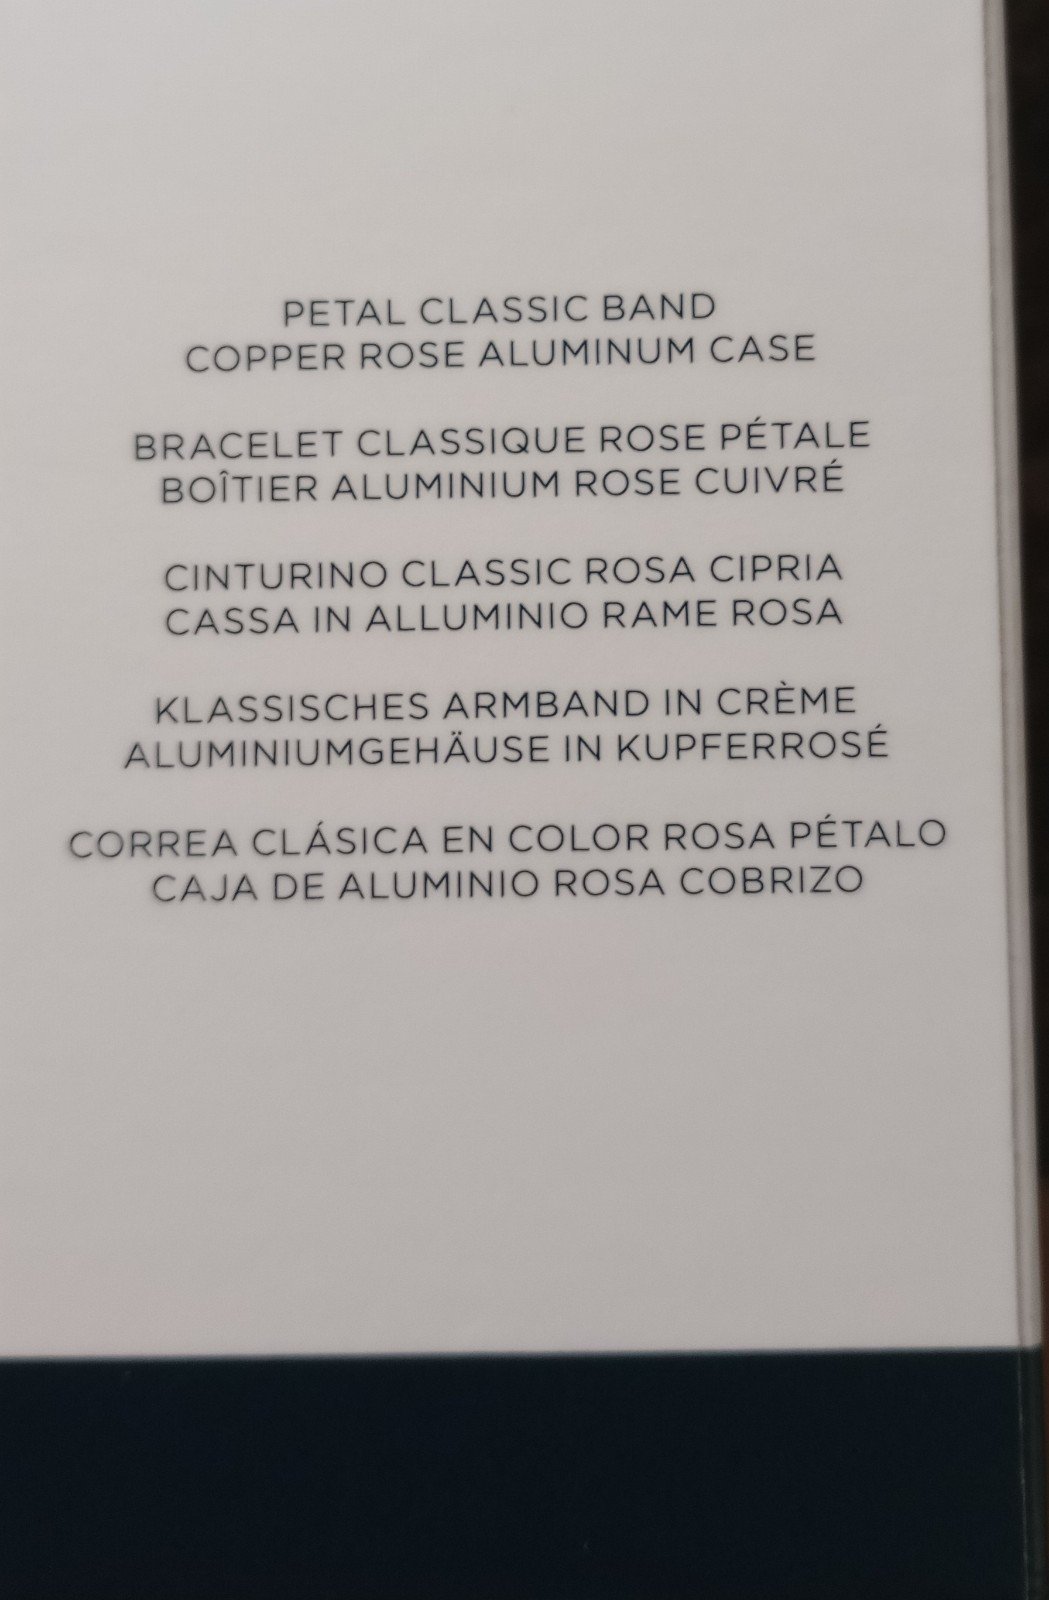 PETAL CLASSIC BAND
COPPER ROSE ALUMINUM CASE
BRACELET CLASSIQUE ROSE PÉTALE
BOÎTIER ALUMINIUM ROSE CUIVRÉ
CINTURINO CLASSIC ROSA CIPRIA
CASSA IN ALLUMINIO RAME ROSA
KLASSISCHES ARMBAND IN CRÈME
ALUMINIUMGEHÄUSE IN KUPFERROSÉ
CORREA CLÁSICA EN COLOR ROSA PÉTALO
CAJA DE ALUMINIO ROSA COBRIZO